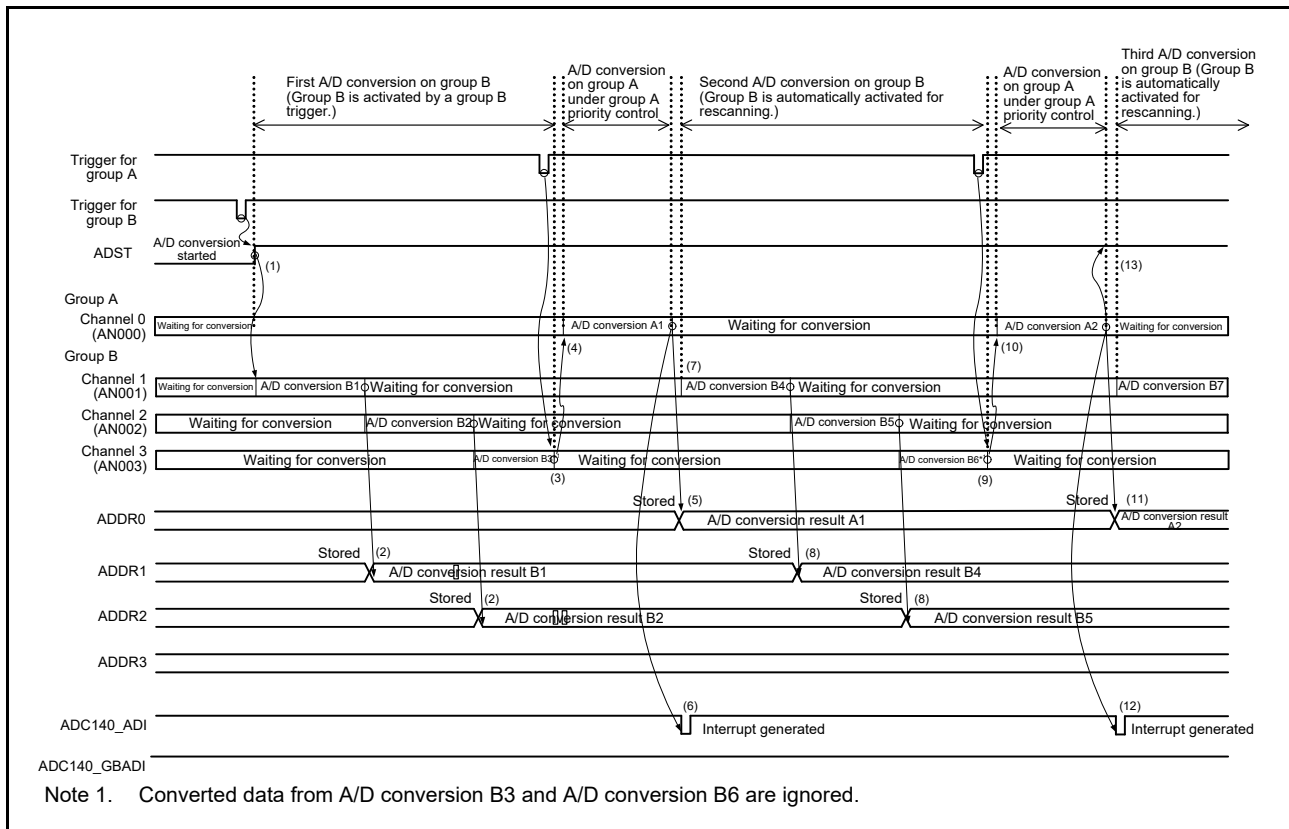 First A/D conversion on group B
(Group B is activated by a group B
trigger.)
A/D conversion
on group A
under group A
priority control
Second A/D conversion on group B
(Group B is automatically activated for
rescanning.)
A/D conversion
on group A
under group A
priority control
Third A/D conversion
on group B (Group B
is automatically
activated for
rescanning.)
Trigger for
group A
Trigger for
group B
A/D conversion
started
ADST
(1)
(13)
Group A
Channel 0
(AN000)
Waiting for conversion
A/D conversion A1
Waiting for conversion
A/D conversion A2
Waiting for conversion
(4)
(10)
Group B
(7)
Channel 1
(AN001)
Waiting for conversion
A/D conversion B1
Waiting for conversion
A/D conversion B4
Waiting for conversion
A/D conversion B7
Channel 2
(AN002)
Waiting for conversion
A/D conversion B2
Waiting for conversion
A/D conversion B5
Waiting for conversion
Channel 3
(AN003)
Waiting for conversion
A/D conversion B3
Waiting for conversion
A/D conversion B6*
Waiting for conversion
(3)
(9)
Stored
(5)
Stored
(11)
ADDR0
A/D conversion result A1
A/D conversion result
A2
Stored
(2)
(8)
ADDR1
A/D conversion result B1
A/D conversion result B4
Stored
(2)
Stored
(8)
ADDR2
A/D conversion result B2
A/D conversion result B5
ADDR3
(6)
(12)
ADC140_ADI
Interrupt generated
Interrupt generated
ADC140_GBADI
Note 1. Converted data from A/D conversion B3 and A/D conversion B6 are ignored.